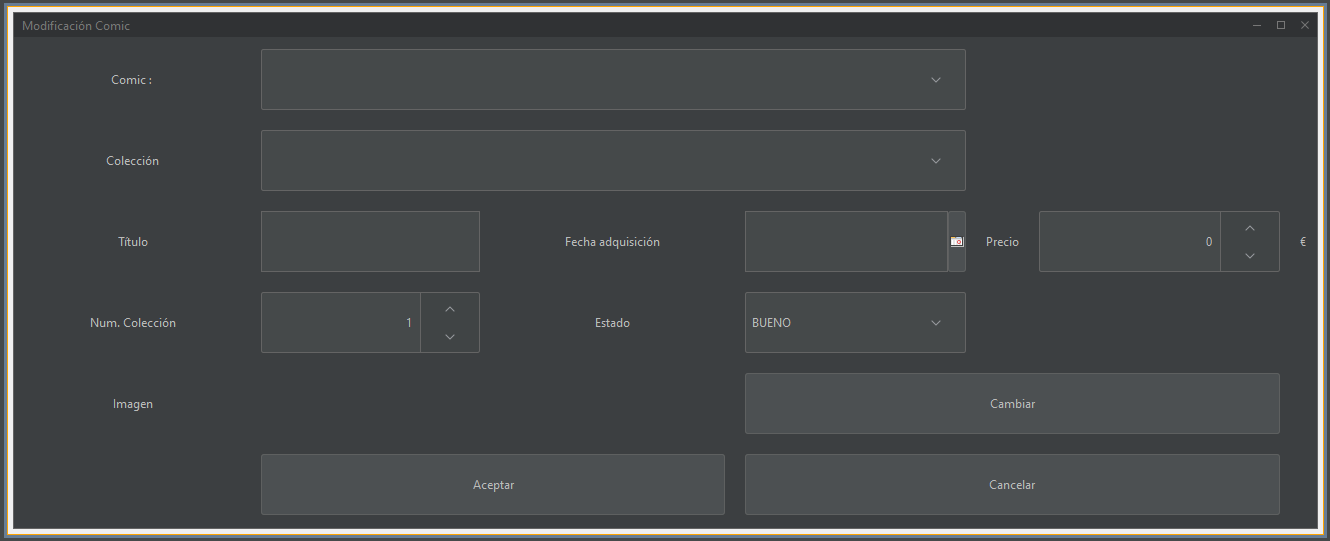 Modificación Comic
Comic :
Colección
Título
Fecha adquisición
Precio
0
€
Num. Colección
1
Estado
BUENO
Imagen
Cambiar
Aceptar
Cancelar